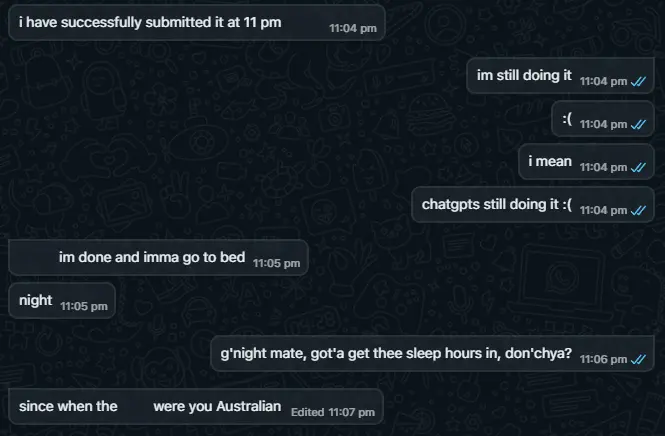 i have successfully submitted it at 11 pm 11:04 pm
im still doing it 11:04 pm
:( 11:04 pm
i mean 11:04 pm
chatgpts still doing it :( 11:04 pm
im done and imma go to bed 11:05 pm
night 11:05 pm
g'night mate, got'a get thee sleep hours in, don'chya? 11:06 pm
since when the were you Australian Edited 11:07 pm